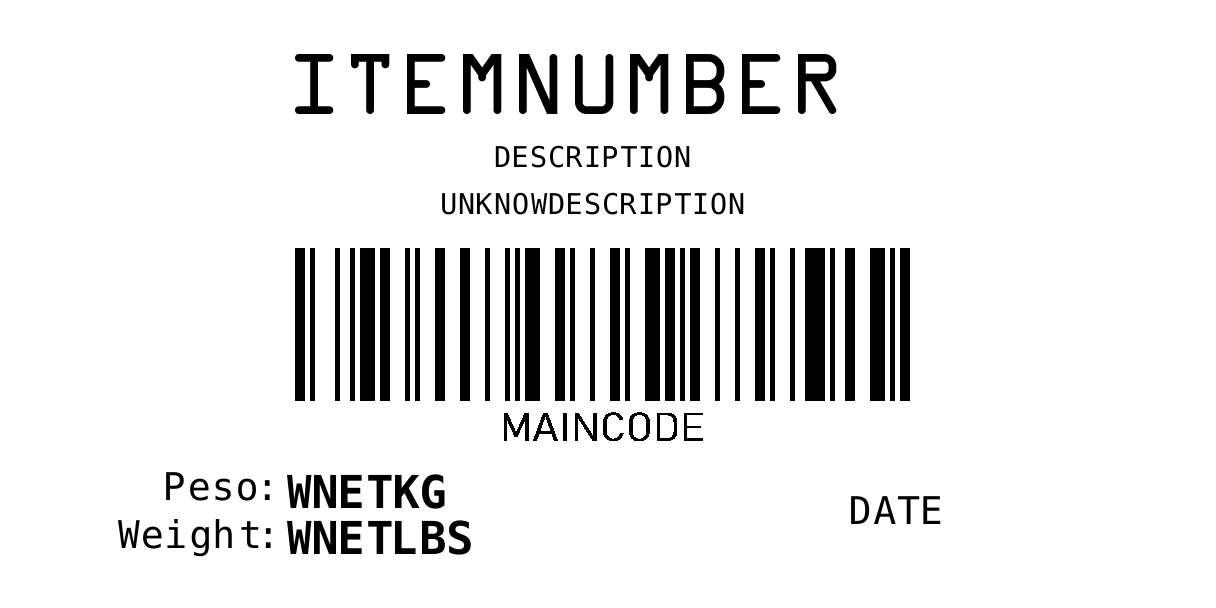 ITEMNUMBER
DESCRIPTION
UNKNOWDESCRIPTION
MAINCODE
Peso: WNETKG
Weight: WNETLBS
DATE